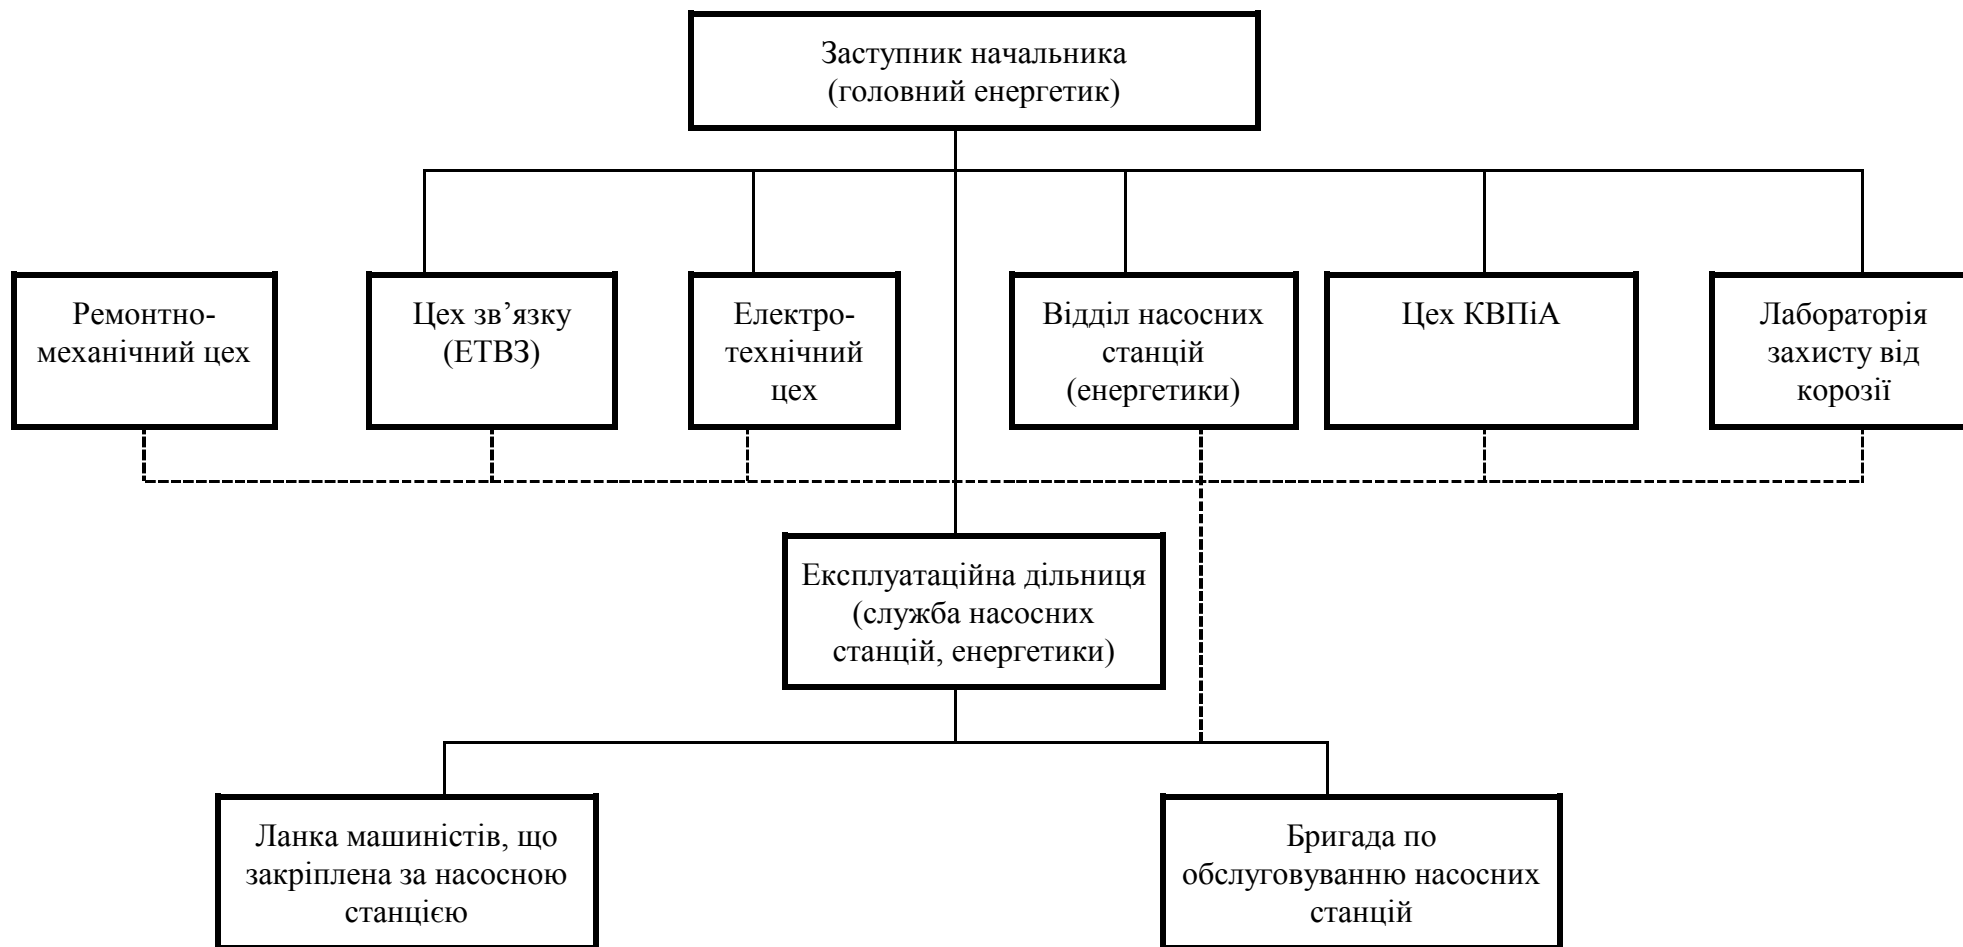 Заступник начальника
(головний енергетик)
Ремонтно-
механічний цех
Цех зв’язку
(ЕТВЗ)
Електро-
технічний
цех
Відділ насосних
станцій
(енергетики)
Цех КВПіА
Лабораторія
захисту від
корозії
Експлуатаційна дільниця
(служба насосних
станцій, енергетики)
Ланка машиністів, що
закріплена за насосною
станцією
Бригада по
обслуговуванню насосних
станцій